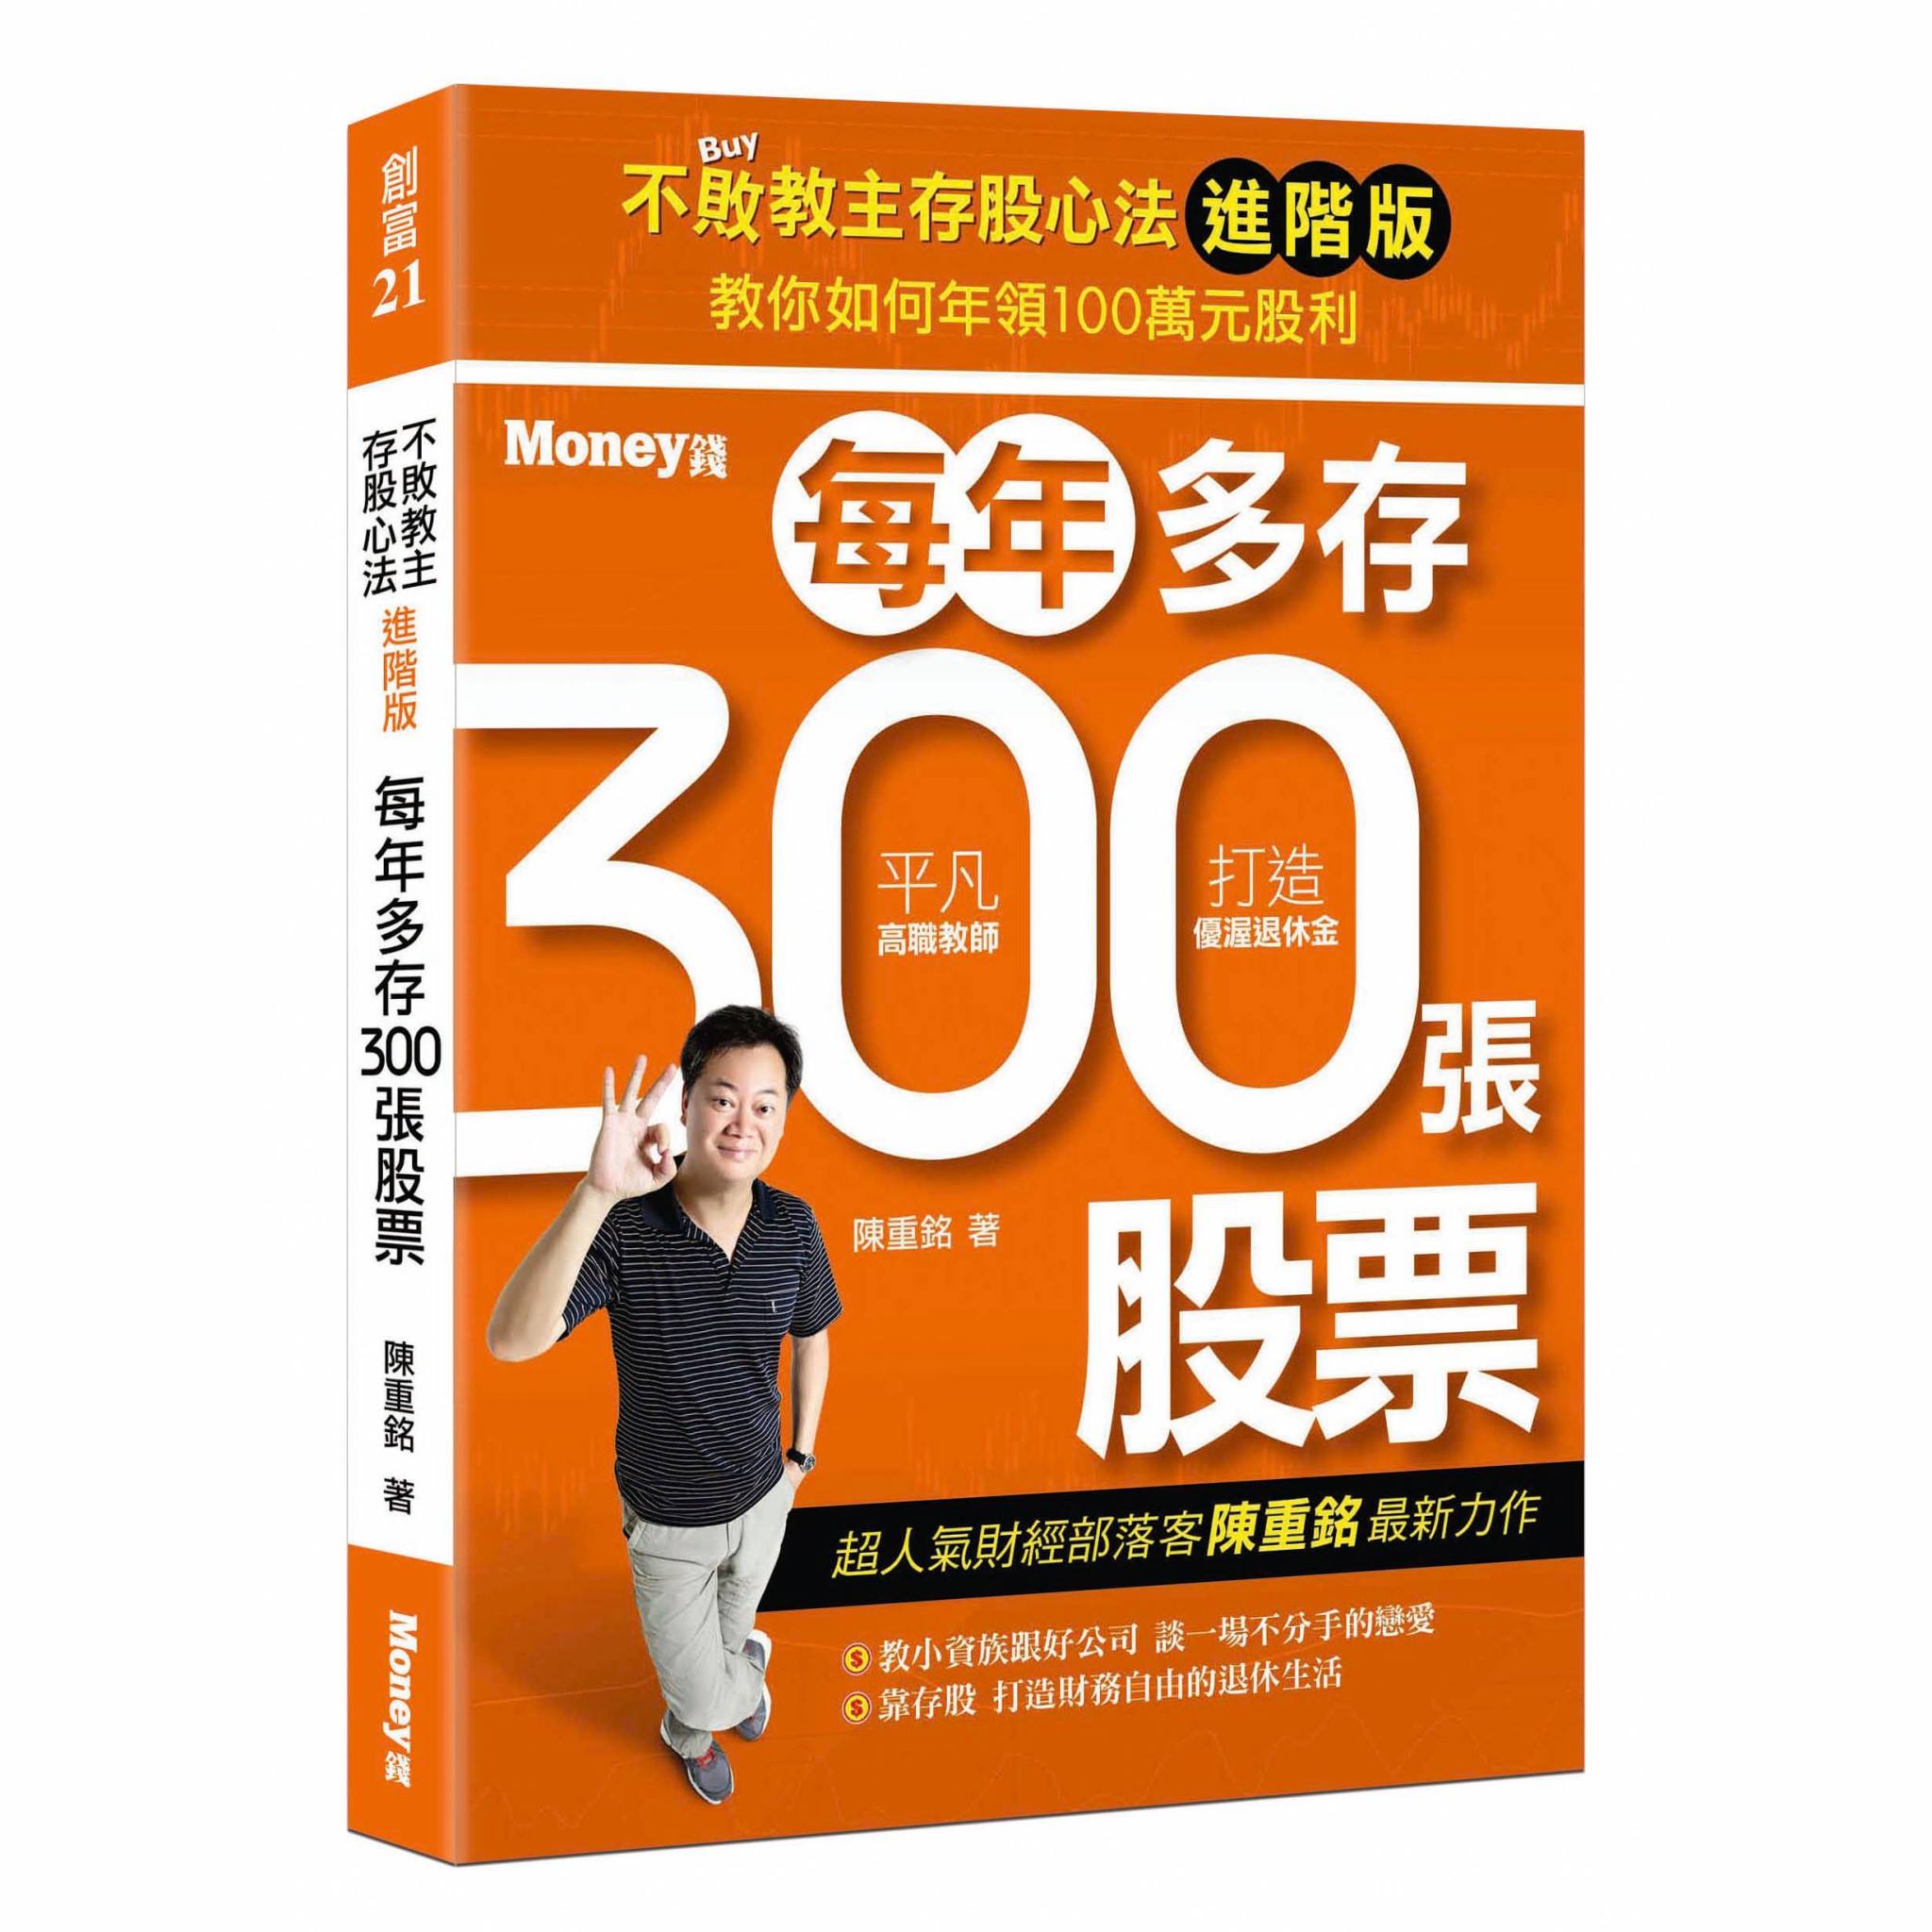 創富
21
不敗教主
存股心法
進階版
每年多存300張股票
陳重銘 著
Money錢
Buy
不敗教主存股心法 進階版
教你如何年領100萬元股利
Money錢
每年多存
300張
平凡
高職教師
打造
優渥退休金
股票
陳重銘 著
超人氣財經部落客陳重銘最新力作
$ 教小資族跟好公司 談一場不分手的戀愛
$ 靠存股 打造財務自由的退休生活